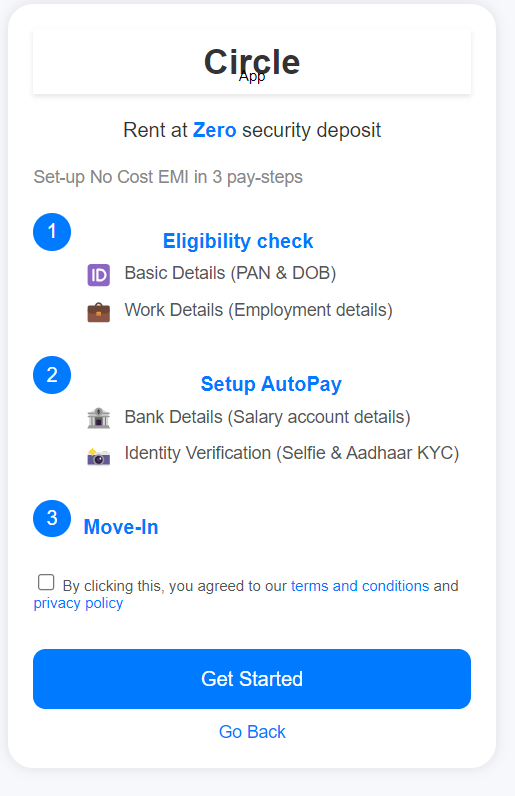 Circle
App
Rent at Zero security deposit
Set-up No Cost EMI in 3 pay-steps
1
Eligibility check
🆔 Basic Details (PAN & DOB)
Work Details (Employment details)
2
Setup AutoPay
Bank Details (Salary account details)
Identity Verification (Selfie & Aadhaar KYC)
3
Move-In
By clicking this, you agreed to our terms and conditions and
privacy policy
Get Started
Go Back